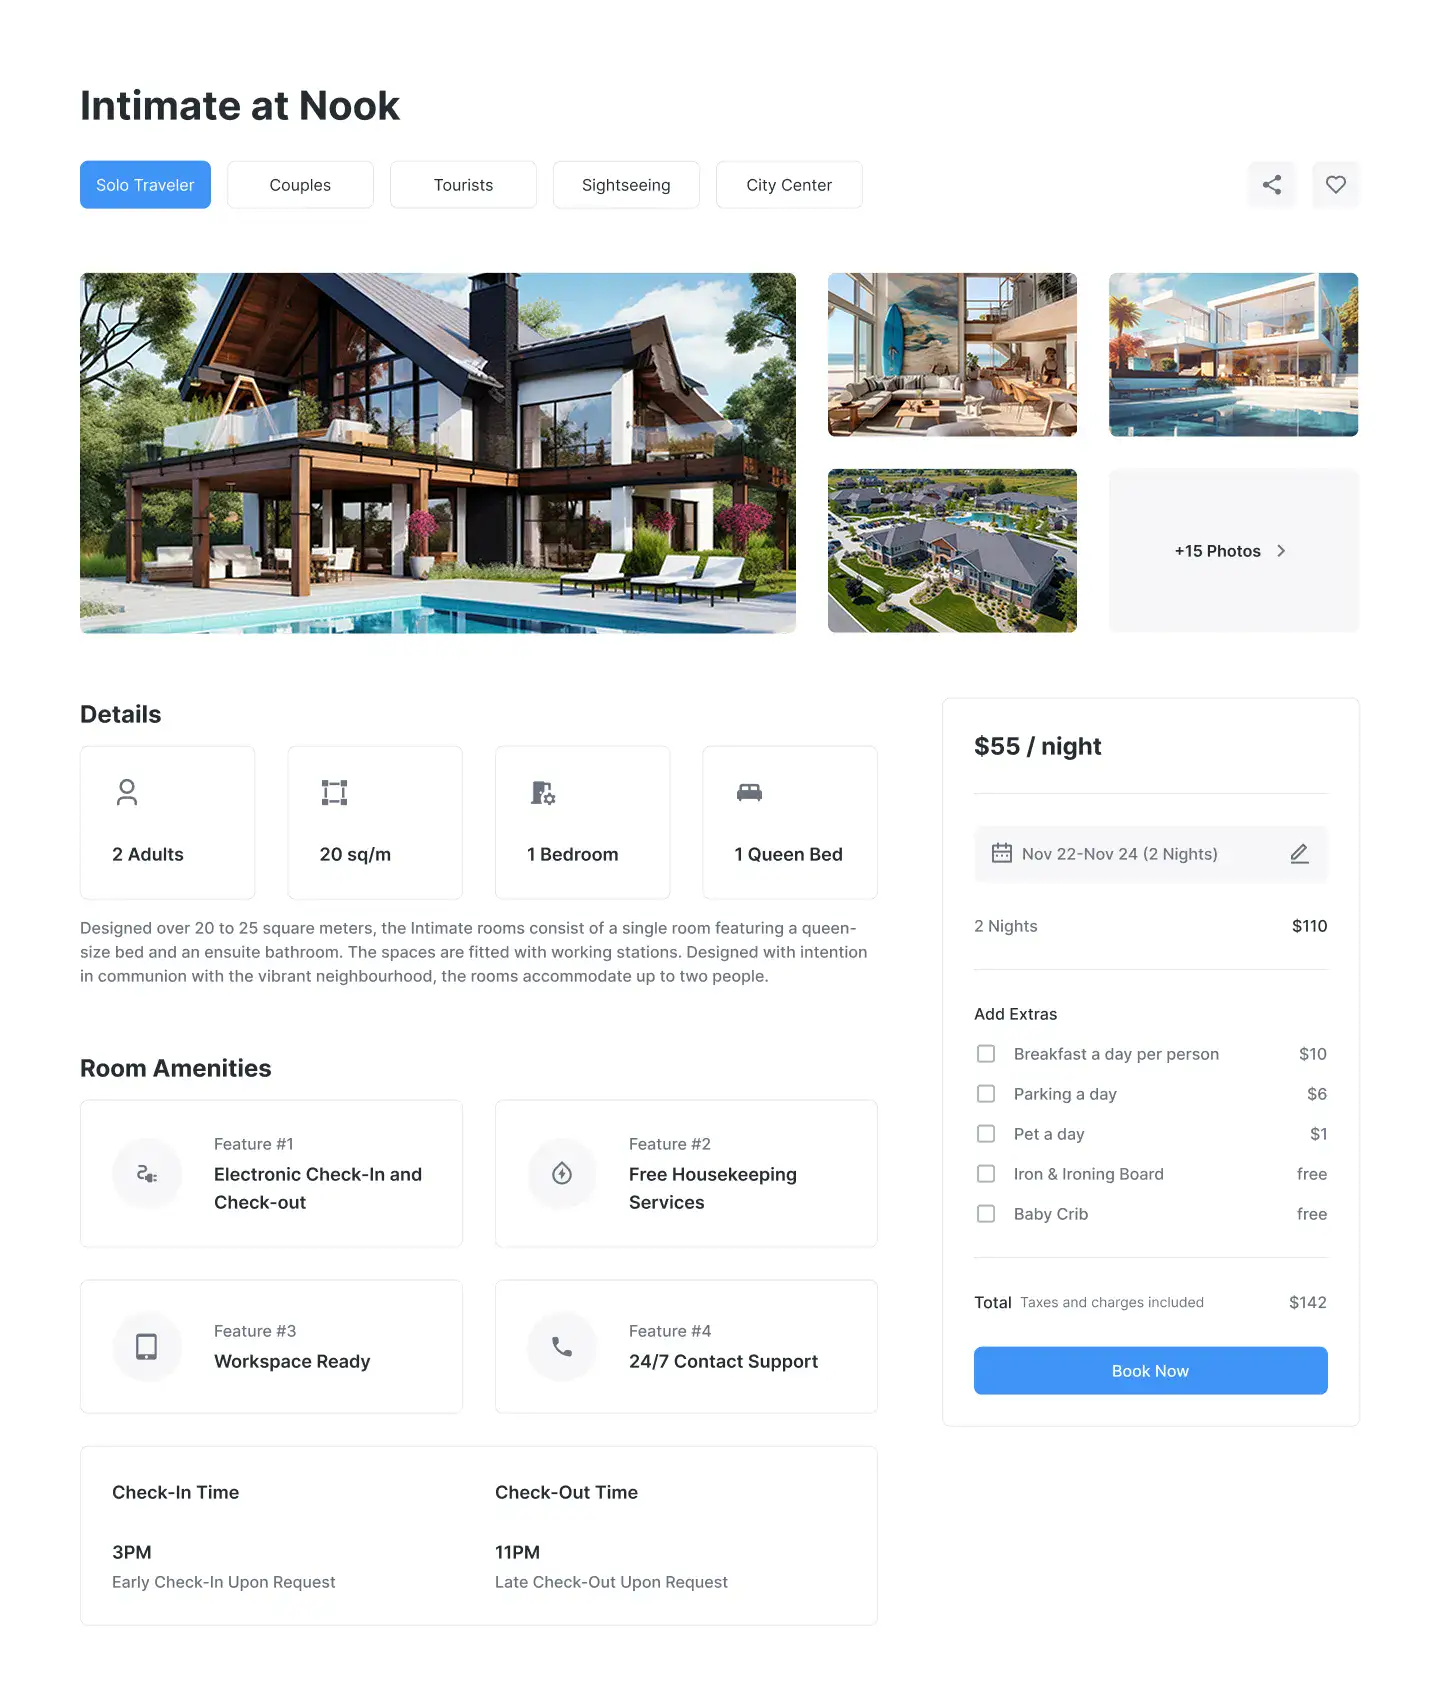 Intimate at Nook
Solo Traveler
Couples
Tourists
Sightseeing
City Center
+15 Photos
Details
2 Adults
20 sq/m
1 Bedroom
1 Queen Bed
Designed over 20 to 25 square meters, the Intimate rooms consist of a single room featuring a queen-
size bed and an ensuite bathroom. The spaces are fitted with working stations. Designed with intention
in communion with the vibrant neighbourhood, the rooms accommodate up to two people.
Room Amenities
Feature #1
Electronic Check-In and
Check-out
Feature #2
Free Housekeeping
Services
Feature #3
Workspace Ready
Feature #4
24/7 Contact Support
Check-In Time
3PM
Early Check-In Upon Request
Check-Out Time
11PM
Late Check-Out Upon Request
$55 / night
Nov 22-Nov 24 (2 Nights)
2 Nights $110
Add Extras
Breakfast a day per person $10
Parking a day $6
Pet a day $1
Iron & Ironing Board free
Baby Crib free
Total Taxes and charges included $142
Book Now